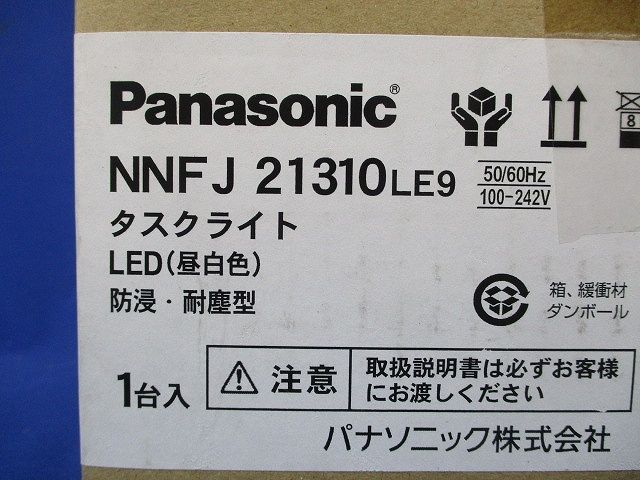 Panasonic®
NNFJ 21310LE9
50/60Hz
100-242V
8
タスクライト
LED(昼白色)
防浸・耐塵型
箱、緩衝材
ダンボール
1台入
注意
取扱説明書は必ずお客様
にお渡しください
パナソニック株式会社